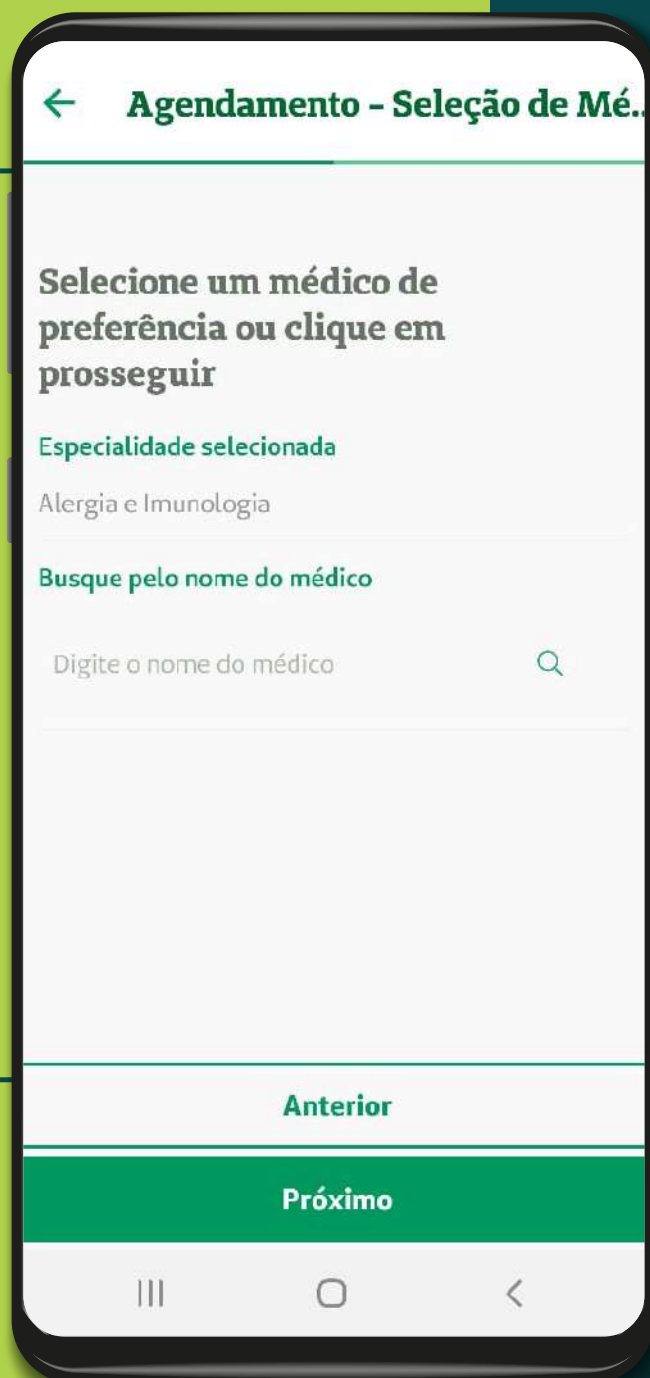 Agendamento - Seleção de Mé..
Selecione um médico de
preferência ou clique em
prosseguir
Especialidade selecionada
Alergia e Imunologia
Busque pelo nome do médico
Digite o nome do médico
Anterior
Próximo